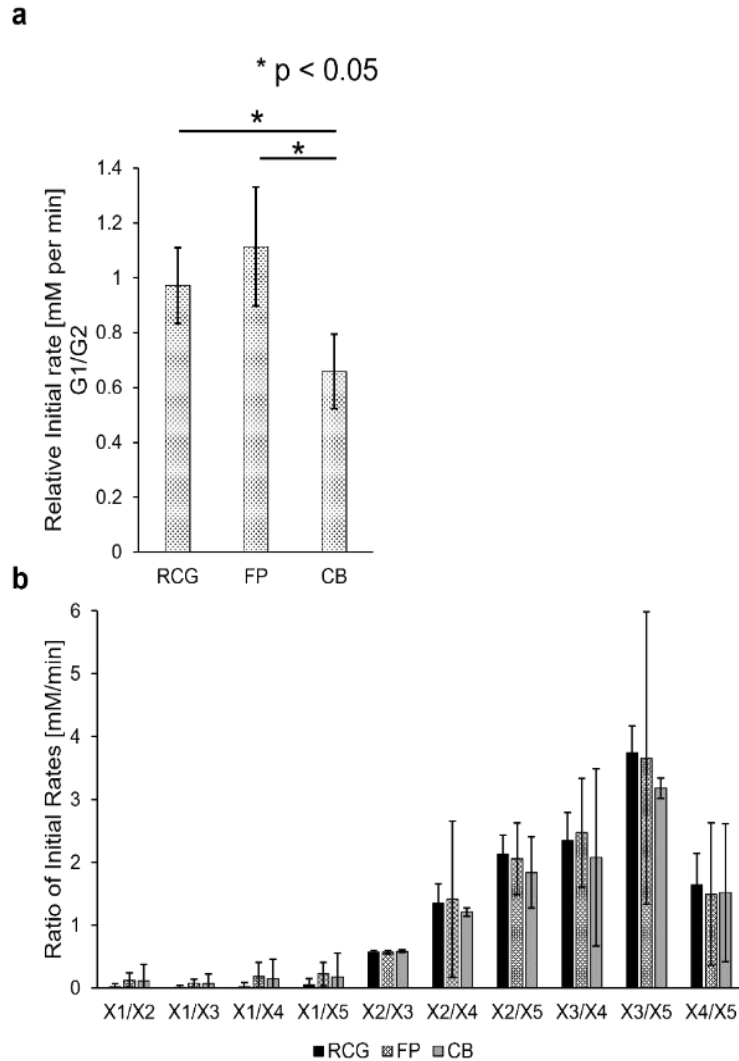 a
* p < 0.05
*
*
Relative Initial rate [mM per min]
G1/G2
1.4
1.2
1
0.8
0.6
0.4
0.2
0
RCG FP CB
b
Ratio of Initial Rates [mM/min]
6
5
4
3
2
1
0
X1/X2 X1/X3 X1/X4 X1/X5 X2/X3 X2/X4 X2/X5 X3/X4 X3/X5 X4/X5
RCG FP CB